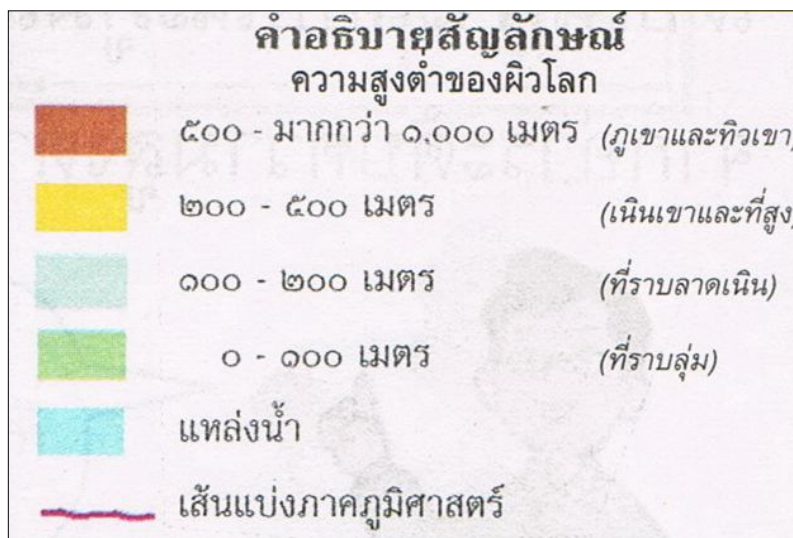 คำอธิบายสัญลักษณ์
ความสูงต่ำของผิวโลก
๕๐๐ - มากกว่า ๑,๐๐๐ เมตร (ภูเขาและทิวเขา)
๒๐๐ - ๕๐๐ เมตร (เนินเขาและที่สูง)
๑๐๐ - ๒๐๐ เมตร (ที่ราบลาดเนิน)
๐ - ๑๐๐ เมตร (ที่ราบลุ่ม)
แหล่งน้ำ
เส้นแบ่งภาคภูมิศาสตร์